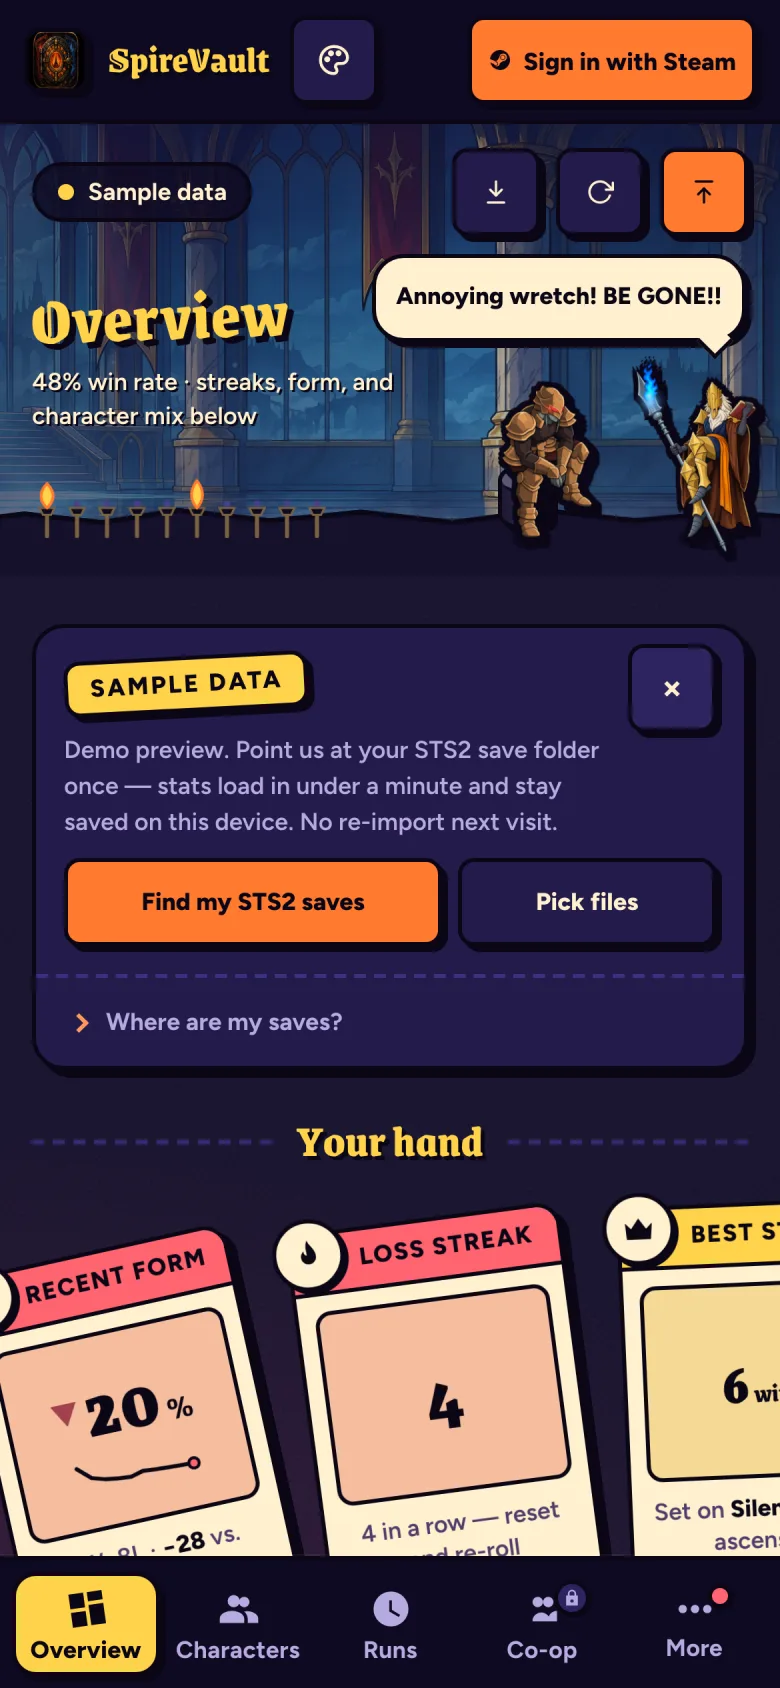 SpireVault
Sign in with Steam
Sample data
Annoying wretch! BE GONE!!
Overview
48% win rate · streaks, form, and
character mix below
SAMPLE DATA
Demo preview. Point us at your STS2 save folder
once — stats load in under a minute and stay
saved on this device. No re-import next visit.
Find my STS2 saves
Pick files
Where are my saves?
Your hand
RECENT FORM
20 %
-28 vs.
LOSS STREAK
4
4 in a row — reset
re-roll
BEST
6
Set on
Overview
Characters
Runs
Co-op
More